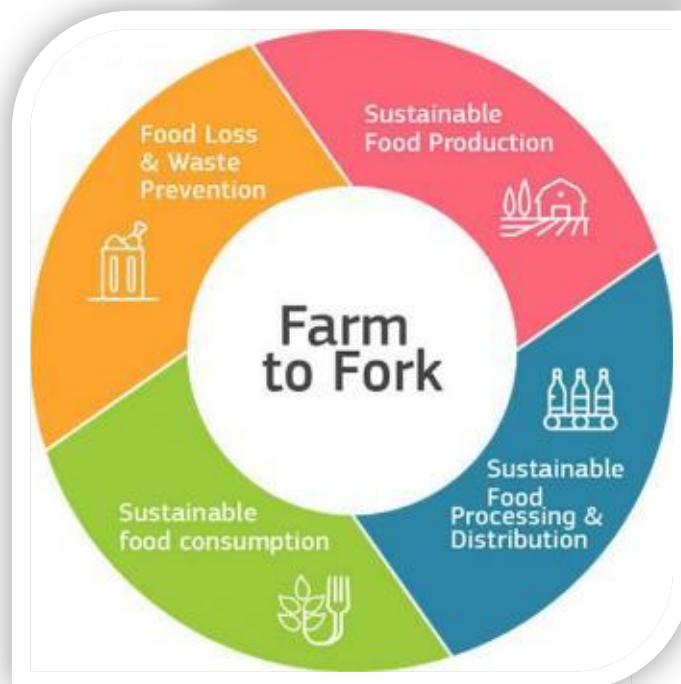 Food Loss
& Waste
Prevention
Sustainable
Food Production
Farm
to Fork
Sustainable
Food
Processing &
Distribution
Sustainable
food consumption